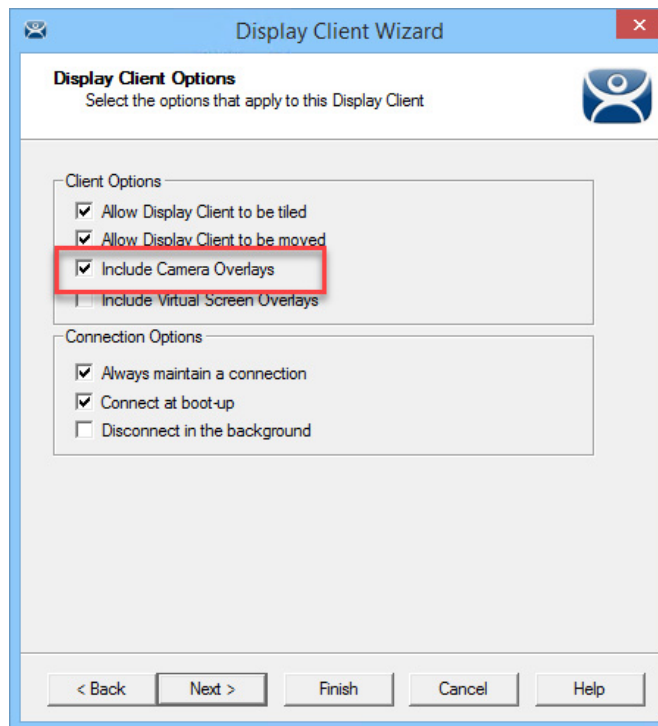 Display Client Wizard
Display Client Options
Select the options that apply to this Display Client
Client Options
Allow Display Client to be tiled
Allow Display Client to be moved
Include Camera Overlays
Include Virtual Screen Overlays
Connection Options
Always maintain a connection
Connect at boot-up
Disconnect in the background
< Back Next > Finish Cancel Help